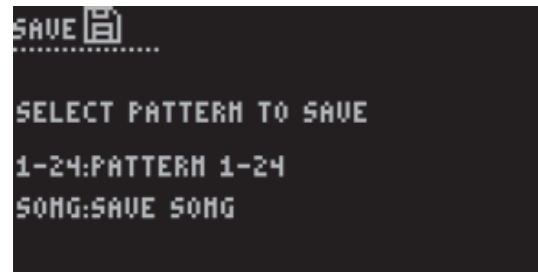 SAVE
SELECT PATTERN TO SAVE
1-24:PATTERN 1-24
SONG:SAVE SONG